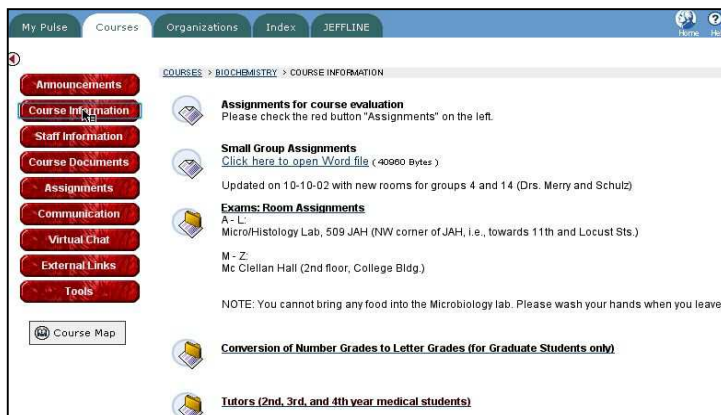 My Pulse
Courses
Organizations
Index
JEFFLINE
Home
He
COURSES > BIOCHEMISTRY > COURSE INFORMATION
Announcements
Course Information
Staff Information
Course Documents
Assignments
Communication
Virtual Chat
External Links
Tools
Course Map
Assignments for course evaluation
Please check the red button "Assignments" on the left.
Small Group Assignments
Click here to open Word file ( 40960 Bytes )
Updated on 10-10-02 with new rooms for groups 4 and 14 (Drs. Merry and Schulz)
Exams: Room Assignments
A - L:
Micro/Histology Lab, 509 JAH (NW corner of JAH, i.e., towards 11th and Locust Sts.)
M - Z:
Mc Clellan Hall (2nd floor, College Bldg.)
NOTE: You cannot bring any food into the Microbiology lab. Please wash your hands when you leave
Conversion of Number Grades to Letter Grades (for Graduate Students only)
Tutors (2nd, 3rd, and 4th year medical students)